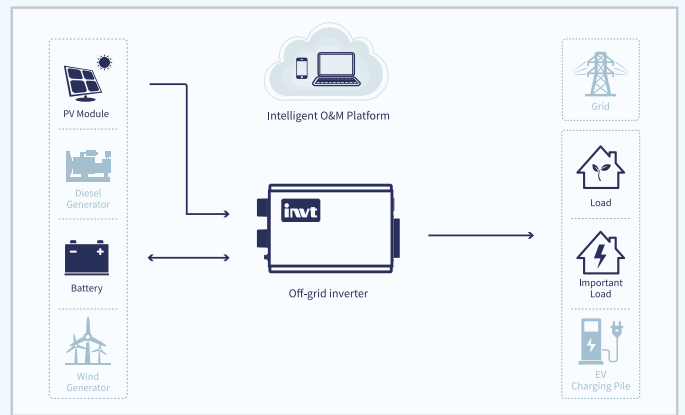 PV Module
Diesel
Generator
Battery
Wind
Generator
Intelligent O&M Platform
invt
Off-grid inverter
Grid
Load
Important
Load
EV
Charging Pile